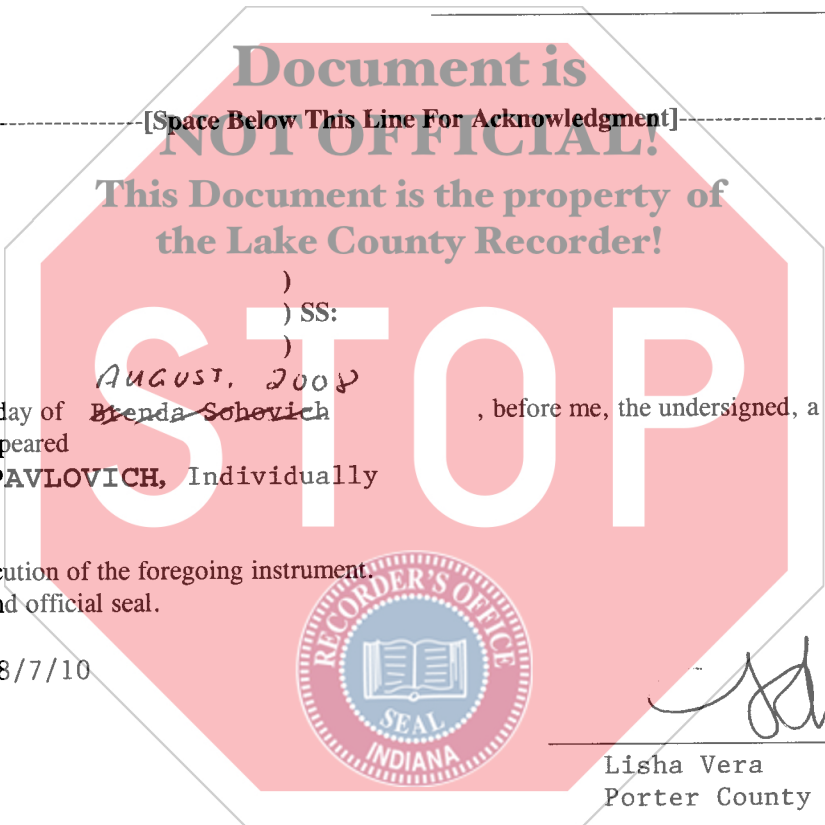 Document is
[Space Below This Line For Acknowledgment]
NOT OFFICIAL!
This Document is the property of
the Lake County Recorder!
)
) SS:
)
STOP
AUGUST, 2008
day of Brenda Sohovich , before me, the undersigned, a
peared
PAVLOVICH, Individually
cution of the foregoing instrument.
nd official seal.
RECORDER'S OFFICE
SEAL
INDIANA
8/7/10
Lisha Vera
Porter County